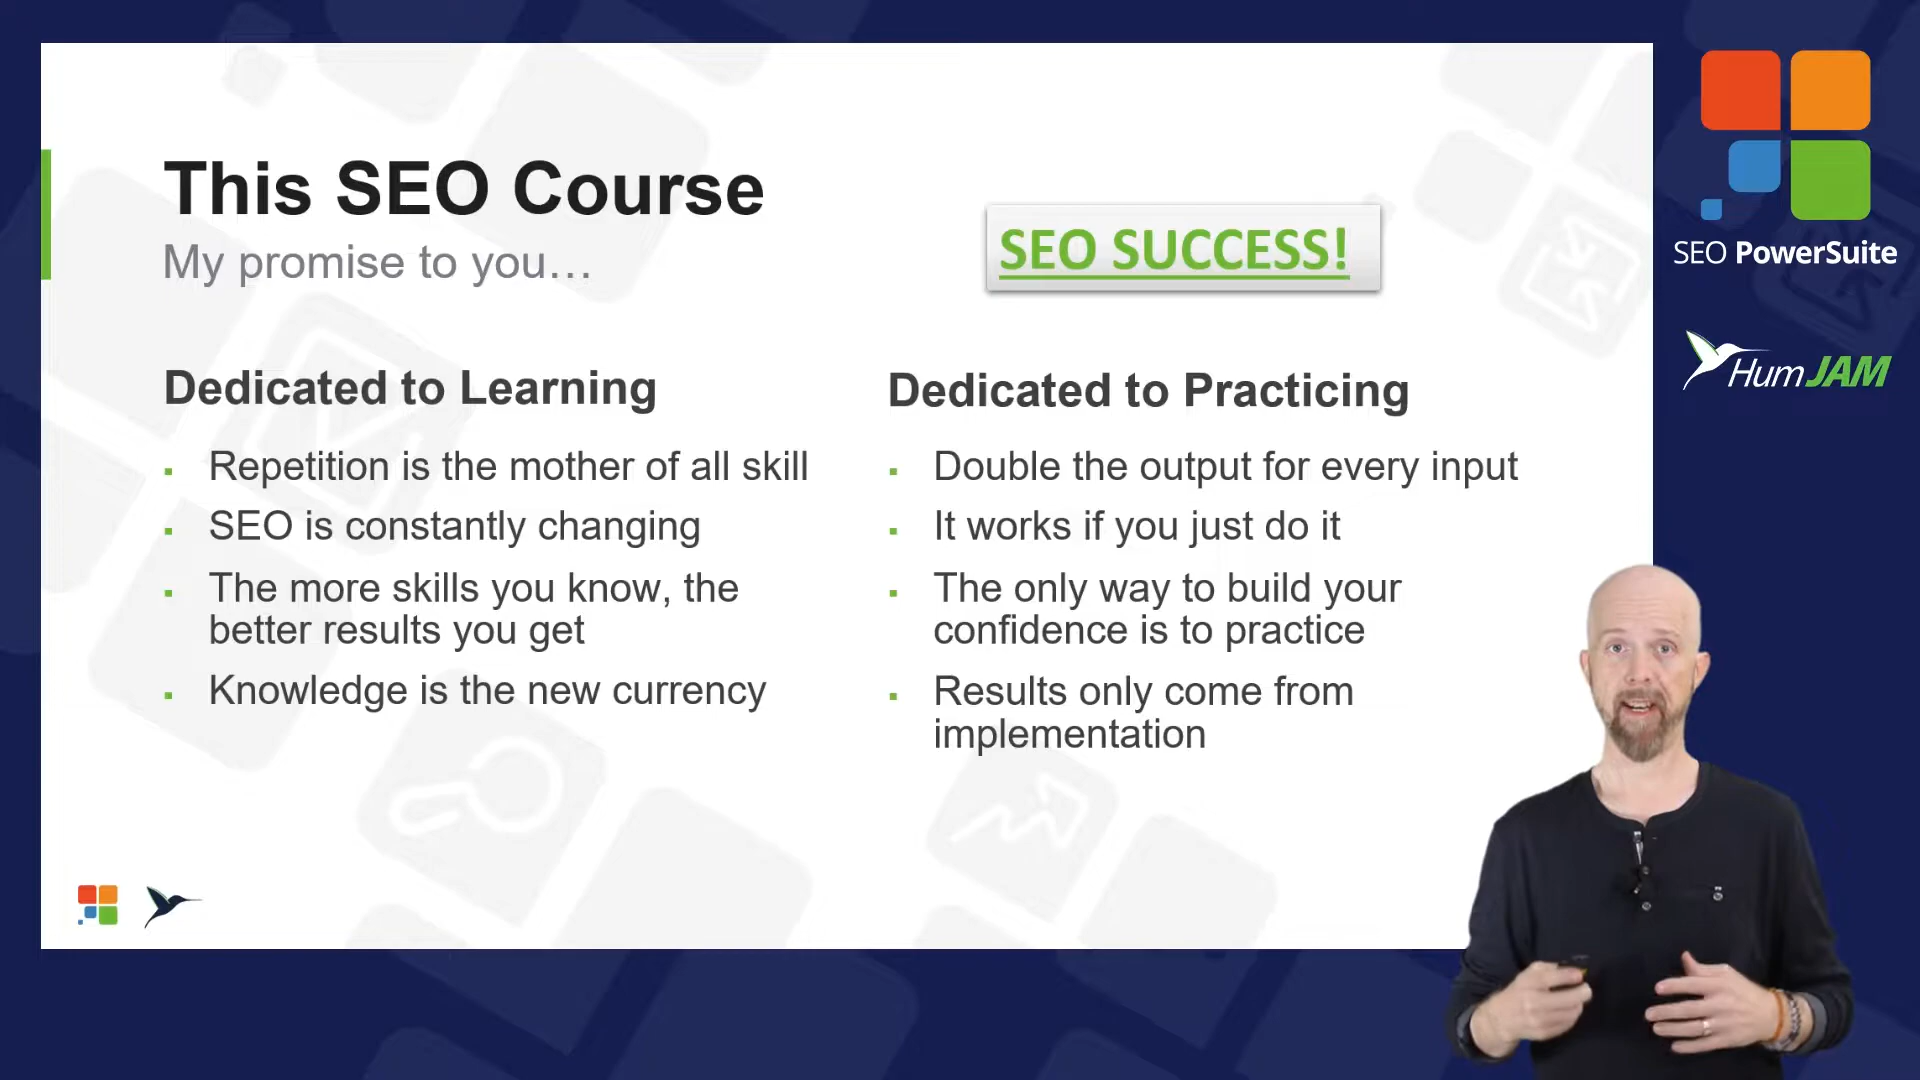 This SEO Course
My promise to you…
SEO SUCCESS!
Dedicated to Learning
Repetition is the mother of all skill
SEO is constantly changing
The more skills you know, the
better results you get
Knowledge is the new currency
Dedicated to Practicing
Double the output for every input
It works if you just do it
The only way to build your
confidence is to practice
Results only come from
implementation
SEO PowerSuite
HumJAM